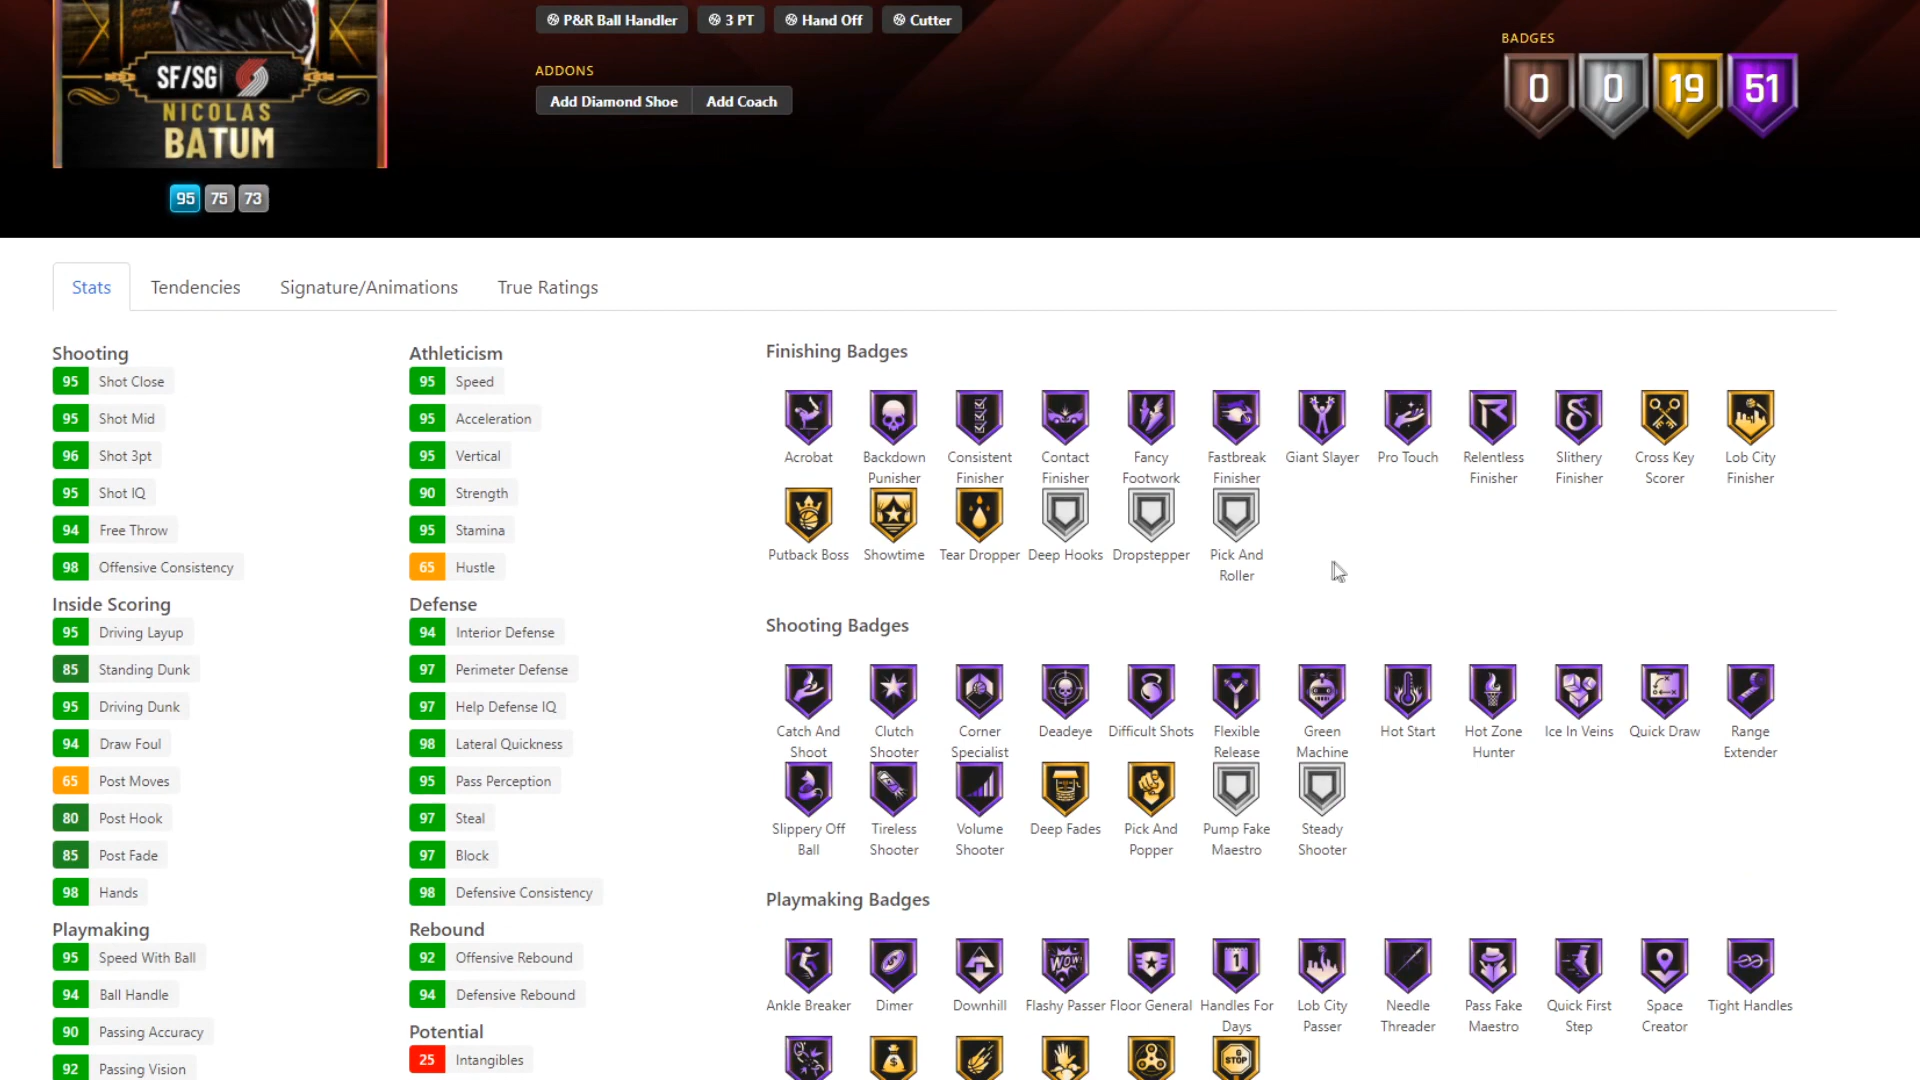 P&R Ball Handler
3 PT
Hand Off
Cutter
BADGES
0
0
19
51
ADDONS
Add Diamond Shoe
Add Coach
SF/SG
NICOLAS
BATUM
95
75
73
Stats
Tendencies
Signature/Animations
True Ratings
Shooting
95 Shot Close
95 Shot Mid
96 Shot 3pt
95 Shot IQ
94 Free Throw
98 Offensive Consistency
Inside Scoring
95 Driving Layup
85 Standing Dunk
95 Driving Dunk
94 Draw Foul
65 Post Moves
80 Post Hook
85 Post Fade
98 Hands
Playmaking
95 Speed With Ball
94 Ball Handle
90 Passing Accuracy
92 Passing Vision
Athleticism
95 Speed
95 Acceleration
95 Vertical
90 Strength
95 Stamina
65 Hustle
Defense
94 Interior Defense
97 Perimeter Defense
97 Help Defense IQ
98 Lateral Quickness
95 Pass Perception
97 Steal
97 Block
98 Defensive Consistency
Rebound
92 Offensive Rebound
94 Defensive Rebound
Potential
25 Intangibles
Finishing Badges
Acrobat
Backdown
Punisher
Consistent
Finisher
Contact
Finisher
Fancy
Footwork
Fastbreak
Finisher
Giant Slayer
Pro Touch
Relentless
Finisher
Slithery
Finisher
Cross Key
Scorer
Lob City
Finisher
Putback Boss
Showtime
Tear Dropper
Deep Hooks
Dropstepper
Pick And
Roller
Shooting Badges
Catch And
Shoot
Clutch
Shooter
Corner
Specialist
Deadeye
Difficult Shots
Flexible
Release
Green
Machine
Hot Start
Hot Zone
Hunter
Ice In Veins
Quick Draw
Range
Extender
Slippery Off
Ball
Tireless
Shooter
Volume
Shooter
Deep Fades
Pick And
Popper
Pump Fake
Maestro
Steady
Shooter
Playmaking Badges
WOW!
1
Ankle Breaker
Dimer
Downhill
Flashy Passer
Floor General
Handles For
Days
Lob City
Passer
Needle
Threader
Pass Fake
Maestro
Quick First
Step
Space
Creator
Tight Handles
$
STOP